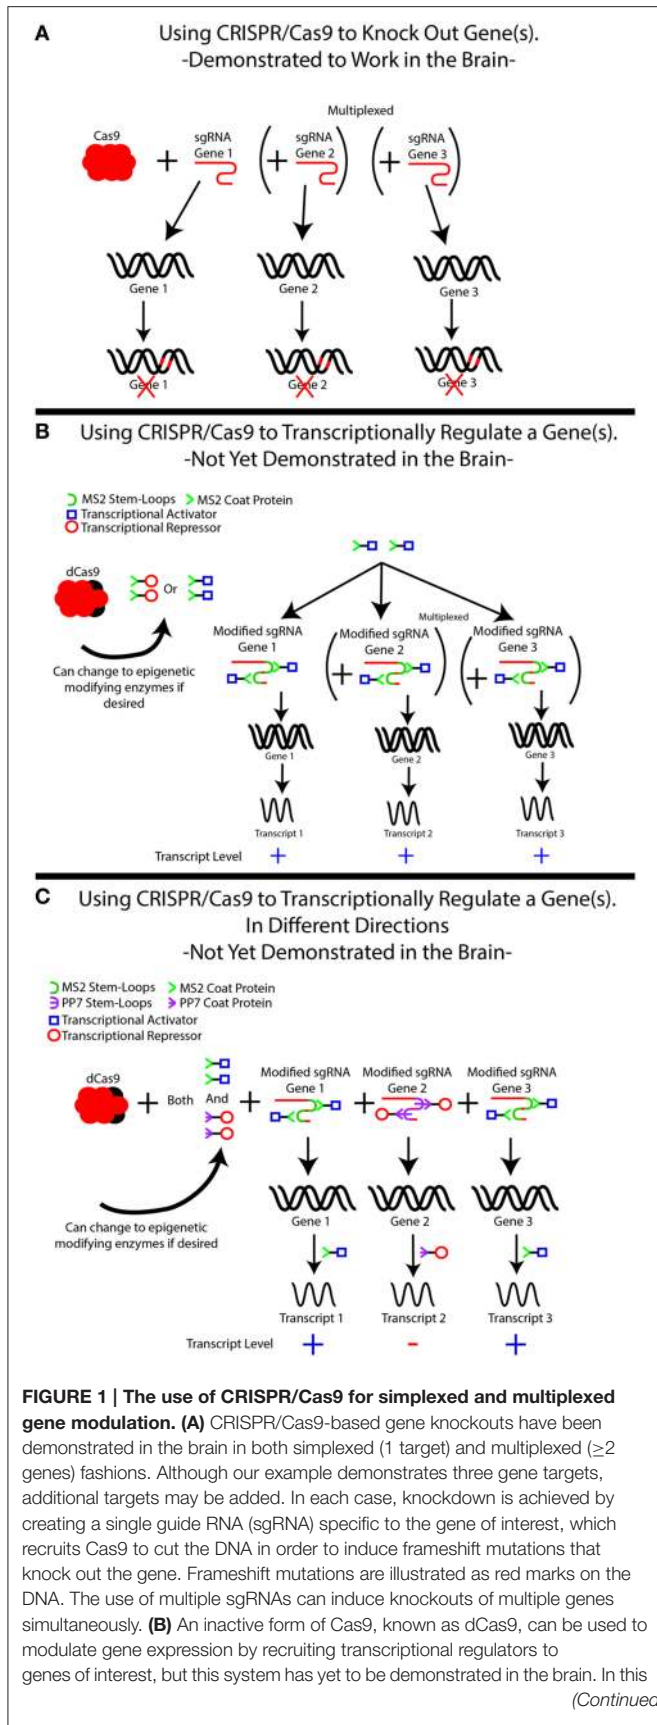 A
Using CRISPR/Cas9 to Knock Out Gene(s).
-Demonstrated to Work in the Brain-
Multiplexed
Cas9
+
sgRNA
Gene 1
(+
sgRNA
Gene 2
)
(+
sgRNA
Gene 3
)
Gene 1
Gene 2
Gene 3
Gene 1
Gene 2
Gene 3
B
Using CRISPR/Cas9 to Transcriptionally Regulate a Gene(s).
-Not Yet Demonstrated in the Brain-
MS2 Stem-Loops
MS2 Coat Protein
Transcriptional Activator
Transcriptional Repressor
dCas9
Or
Can change to epigenetic
modifying enzymes if
desired
Multiplexed
Modified sgRNA
Gene 1
(+
Modified sgRNA
Gene 2
)
(+
Modified sgRNA
Gene 3
)
Gene 1
Gene 2
Gene 3
Transcript 1
Transcript 2
Transcript 3
Transcript Level
+
+
+
C
Using CRISPR/Cas9 to Transcriptionally Regulate a Gene(s).
In Different Directions
-Not Yet Demonstrated in the Brain-
MS2 Stem-Loops
MS2 Coat Protein
PP7 Stem-Loops
PP7 Coat Protein
Transcriptional Activator
Transcriptional Repressor
dCas9
+
Both
And
+
Modified sgRNA
Gene 1
+
Modified sgRNA
Gene 2
+
Modified sgRNA
Gene 3
Can change to epigenetic
modifying enzymes if desired
Gene 1
Gene 2
Gene 3
Transcript 1
Transcript 2
Transcript 3
Transcript Level
+
-
+
FIGURE 1 | The use of CRISPR/Cas9 for simplexed and multiplexed
gene modulation. (A) CRISPR/Cas9-based gene knockouts have been
demonstrated in the brain in both simplexed (1 target) and multiplexed (≥2
genes) fashions. Although our example demonstrates three gene targets,
additional targets may be added. In each case, knockdown is achieved by
creating a single guide RNA (sgRNA) specific to the gene of interest, which
recruits Cas9 to cut the DNA in order to induce frameshift mutations that
knock out the gene. Frameshift mutations are illustrated as red marks on the
DNA. The use of multiple sgRNAs can induce knockouts of multiple genes
simultaneously. (B) An inactive form of Cas9, known as dCas9, can be used to
modulate gene expression by recruiting transcriptional regulators to
genes of interest, but this system has yet to be demonstrated in the brain. In this
(Continued